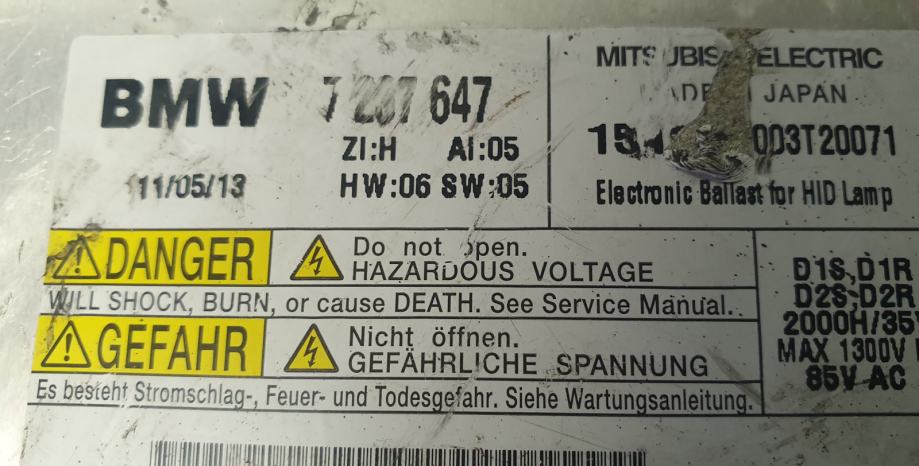 BMW 7 267 647
ZI:H AI:05
11/05/13 HW:06 SW:05
ELECTRIC
JAPAN
003T20071
Electronic Ballast for HID Lamp
DANGER
Do not open.
HAZARDOUS VOLTAGE
WILL SHOCK, BURN, or cause DEATH. See Service Manual.
GEFAHR
Nicht öffnen.
GEFÄHRLICHE SPANNUNG
Es besteht Stromschlag-, Feuer- und Todesgefahr. Siehe Wartungsanleitung.
D1S,D1R
D2S,D2R
2000H/35
MAX 1300V
85V AC